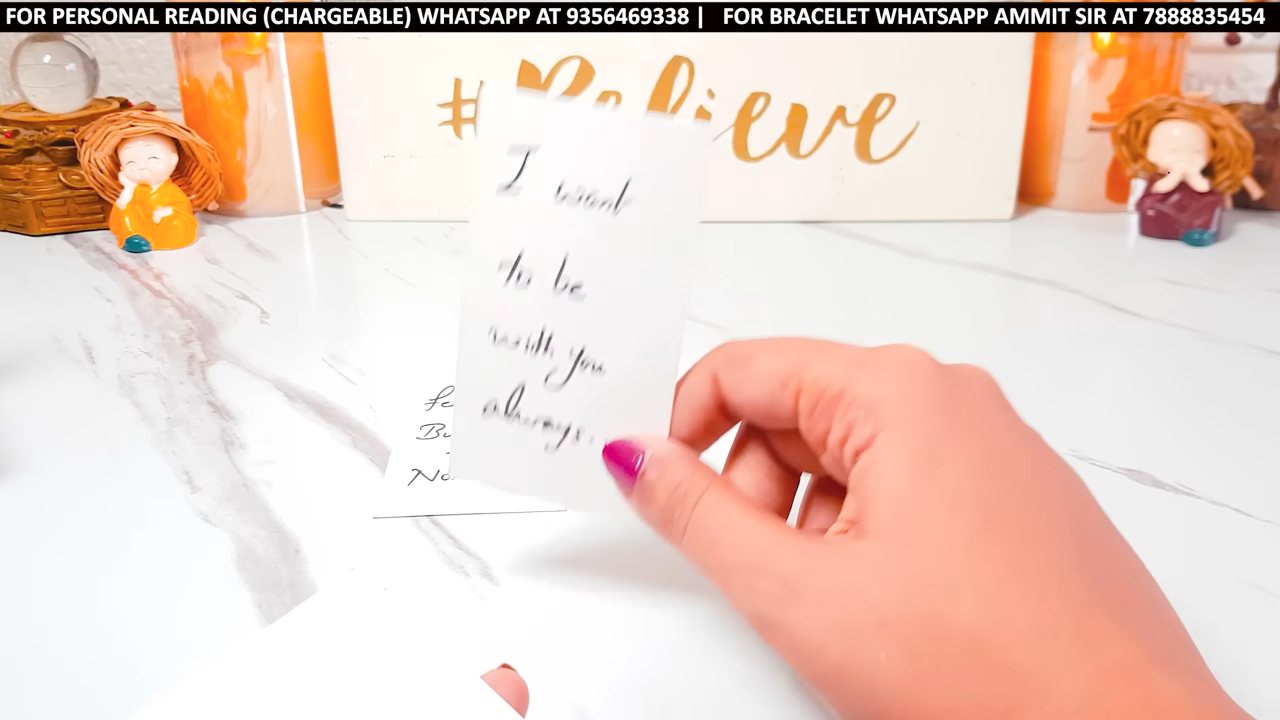 FOR PERSONAL READING (CHARGEABLE) WHATSAPP AT 9356469338 | FOR BRACELET WHATSAPP AMMIT SIR AT 7888835454
#Believe
I want
to be
with you
always.